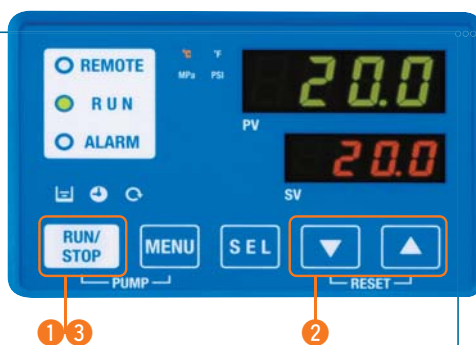 REMOTE
°C °F
RUN
MPa PSI
20.0
ALARM
PV
20.0
SV
RUN/
STOP
MENU
SEL
▼
▲
PUMP
RESET
1 3
2